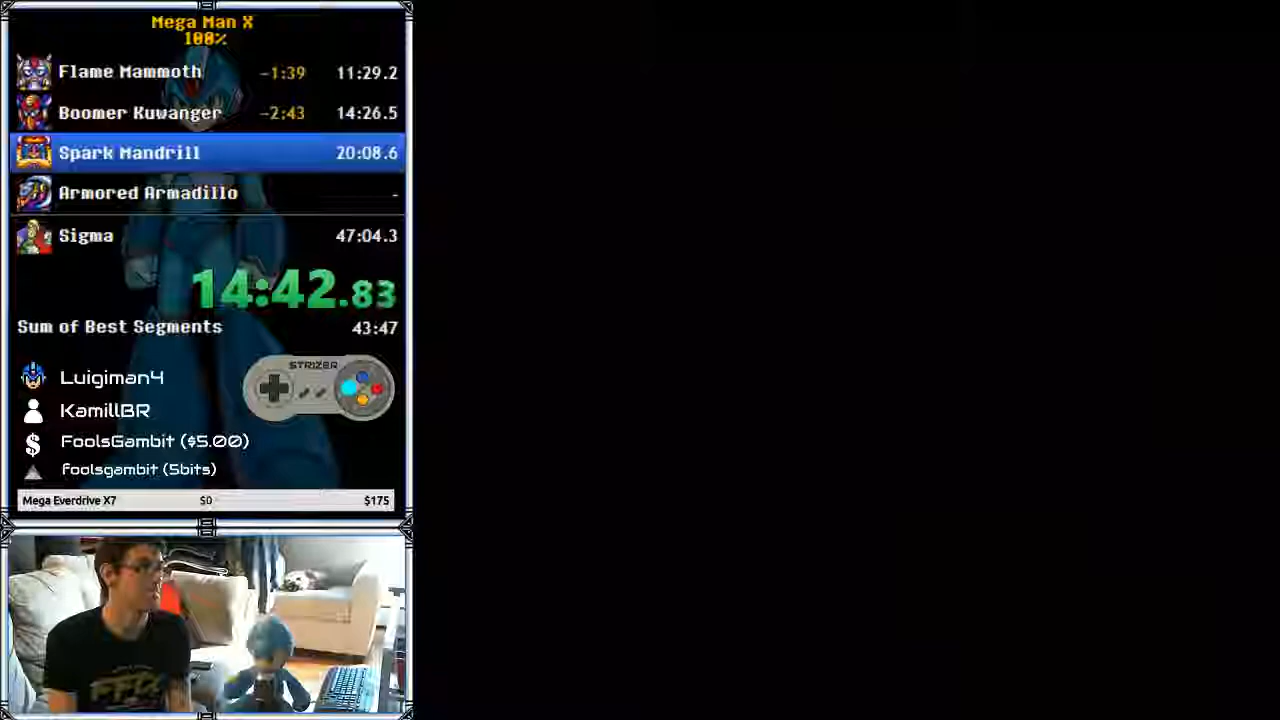 Mega Man X
100%
Flame Mammoth -1:39 11:29.2
Boomer Kuwanger -2:43 14:26.5
Spark Mandrill 20:08.6
Armored Armadillo -
Sigma 47:04.3
14:42.83
Sum of Best Segments 43:47
STRIZER
Luigiman4
KamillBR
$ FoolsGambit ($5.00)
foolsgambit (5bits)
Mega Everdrive X7 $0 $175